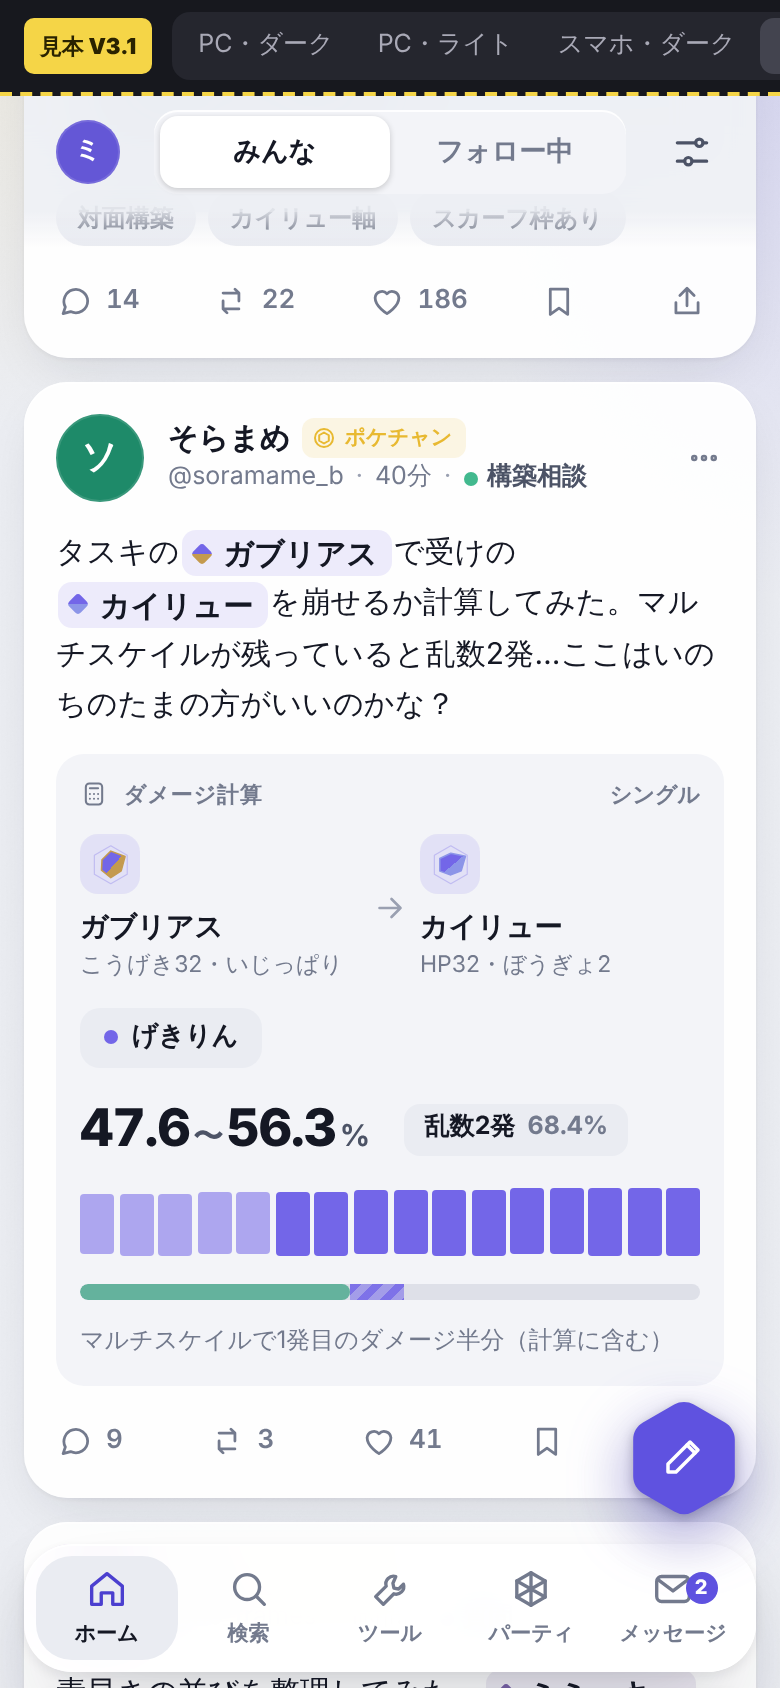 見本 V3.1
PC・ダーク
PC・ライト
スマホ・ダーク
ミ
みんな
フォロー中
対面構築
カイリュー軸
スカーフ枠あり
14
22
186
ソ
そらまめ
ポケチャン
@soramame_b · 40分 · 構築相談
タスキの ガブリアス で受けの
カイリュー を崩せるか計算してみた。マル
チスケイルが残っていると乱数2発…ここはいの
ちのたまの方がいいのかな？
ダメージ計算
シングル
ガブリアス
こうげき32・いじっぱり
カイリュー
HP32・ぼうぎょ2
げきりん
47.6～56.3%
乱数2発 68.4%
マルチスケイルで1発目のダメージ半分（計算に含む）
9
3
41
ホーム
検索
ツール
パーティ
2
メッセージ